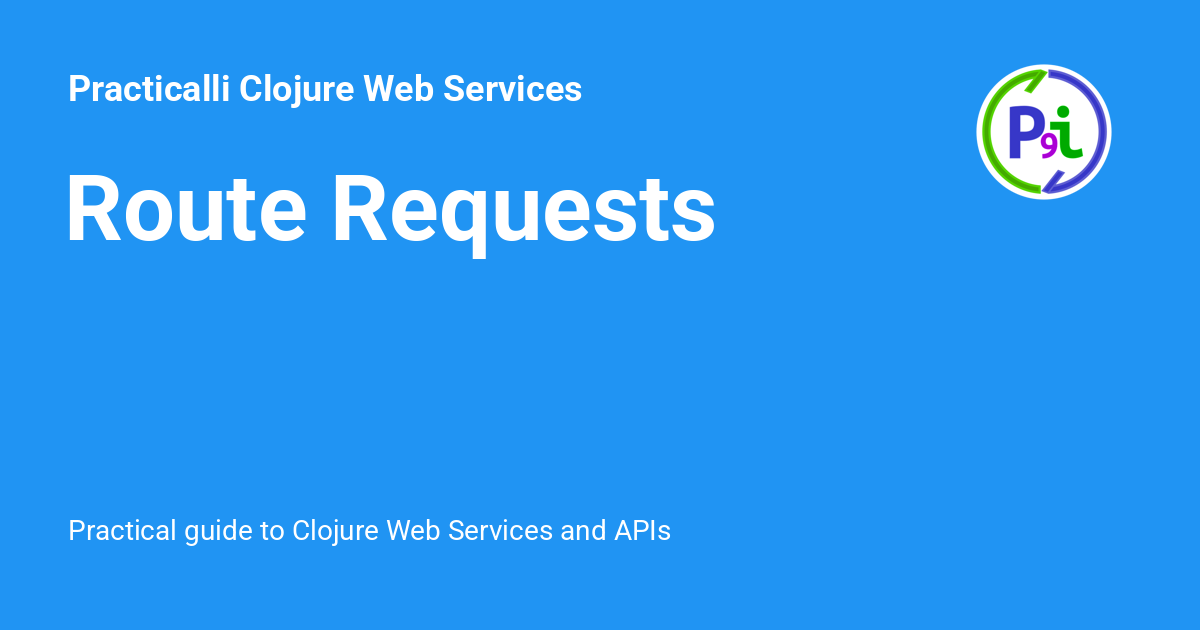 Practicalli Clojure Web Services
P9i
Route Requests
Practical guide to Clojure Web Services and APIs